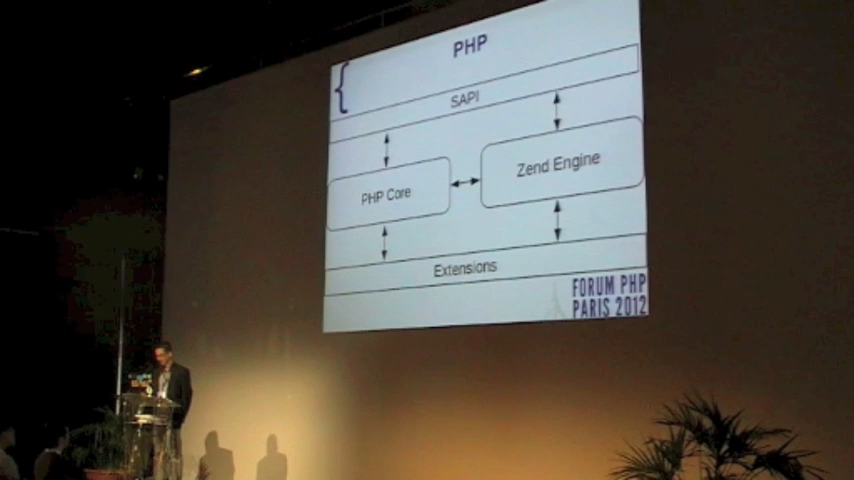 PHP
{
SAPI
PHP Core
Zend Engine
Extensions
FORUM PHP
PARIS 2012